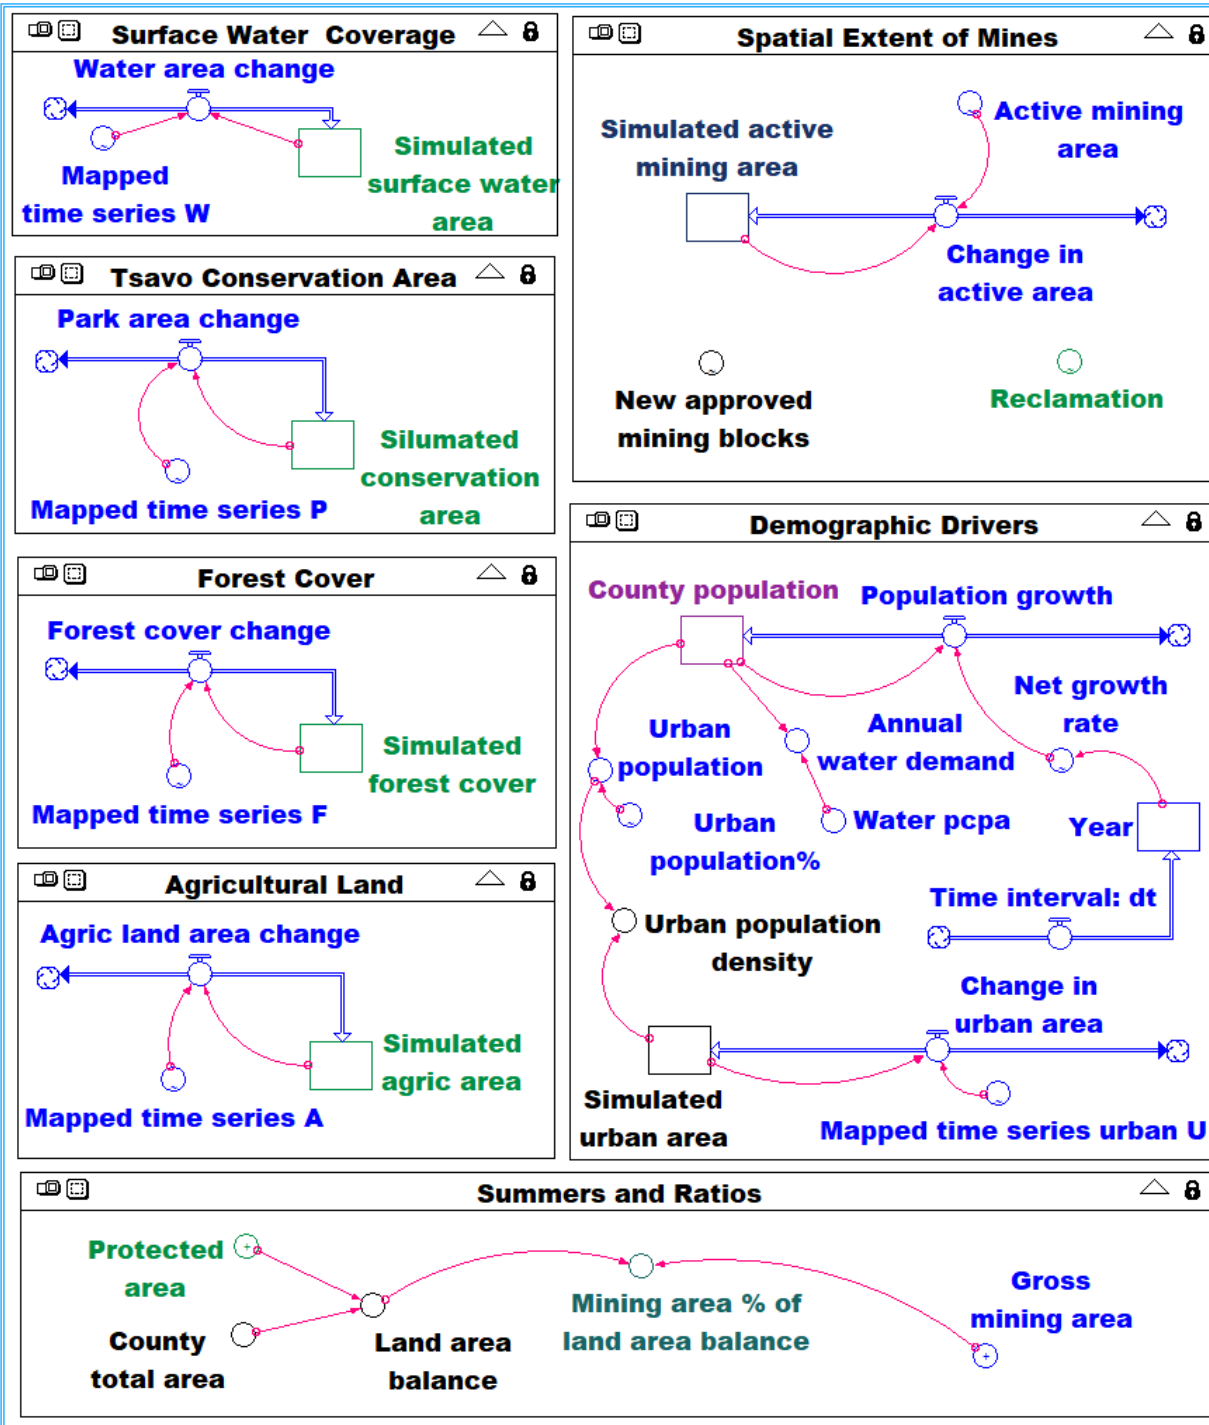 Surface Water Coverage
Water area change
Mapped
time series W
Simulated
surface water
area
Tsavo Conservation Area
Park area change
Silumated
conservation
area
Mapped time series P
Forest Cover
Forest cover change
Simulated
forest cover
Mapped time series F
Agricultural Land
Agric land area change
Simulated
agric area
Mapped time series A
Spatial Extent of Mines
Simulated active
mining area
Active mining
area
Change in
active area
New approved
mining blocks
Reclamation
Demographic Drivers
County population
Population growth
Net growth
rate
Urban
population
Annual
water demand
Urban
population%
Water pcpa
Year
Time interval: dt
Urban population
density
Change in
urban area
Simulated
urban area
Mapped time series urban U
Summers and Ratios
Protected
area
County
total area
Land area
balance
Mining area % of
land area balance
Gross
mining area